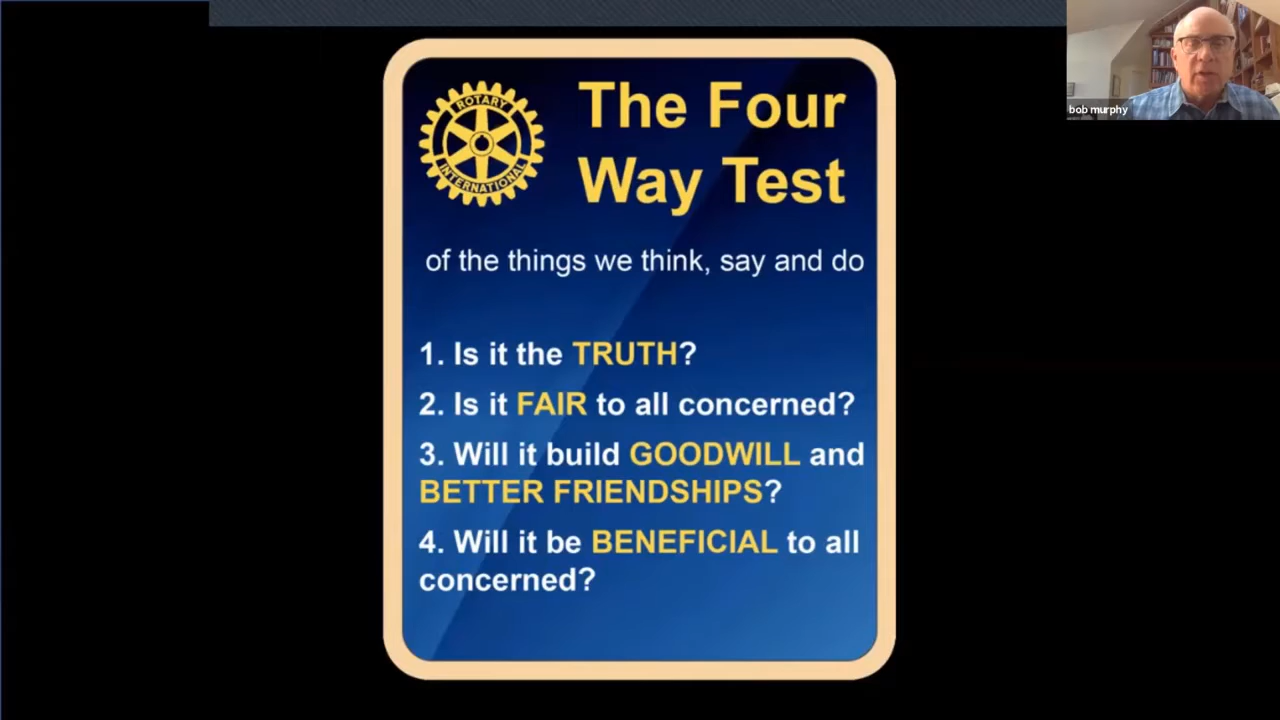 ROTARY
INTERNATIONAL
The Four
Way Test
of the things we think, say and do
1. Is it the TRUTH?
2. Is it FAIR to all concerned?
3. Will it build GOODWILL and
BETTER FRIENDSHIPS?
4. Will it be BENEFICIAL to all
concerned?
bob murphy